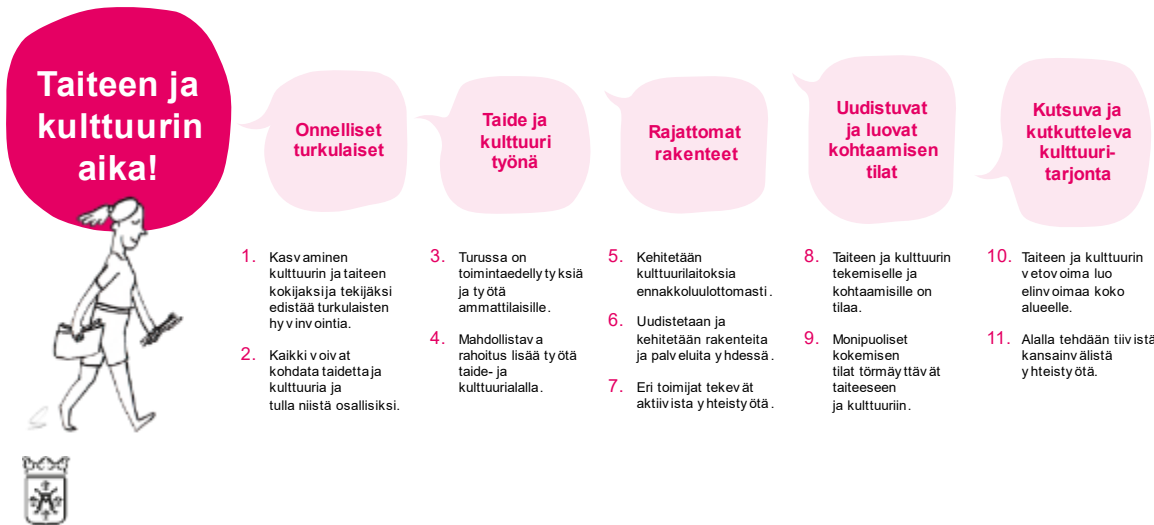 Taiteen ja
kulttuurin
aika!
Onnelliset
turkulaiset
Taide ja
kulttuuri
työnä
Rajattomat
rakenteet
Uudistuvat
ja luovat
kohtaamisen
tilat
Kutsuva ja
kutkutteleva
kulttuuri-
tarjonta
1. Kasvaminen
kulttuurin ja taiteen
kokijaksi ja tekijäksi
edistää turkulaisten
hyvinvointia.
2. Kaikki voivat
kohdata taidetta ja
kulttuuria ja
tulla niistä osallisiksi.
3. Turussa on
toimintaedellytyksiä
ja työtä
ammattilaisille.
4. Mahdollistava
rahoitus lisää työtä
taide- ja
kulttuurialalla.
5. Kehitetään
kulttuurilaitoksia
ennakkoluulottomasti.
6. Uudistetaan ja
kehitetään rakenteita
ja palveluita yhdessä.
7. Eri toimijat tekevät
aktiivista yhteistyötä.
8. Taiteen ja kulttuurin
tekemiselle ja
kohtaamisille on
tilaa.
9. Monipuoliset
kokemisen
tilat törmäyttävät
taiteeseen
ja kulttuuriin.
10. Taiteen ja kulttuurin
vetovoima luo
elinvoimaa koko
alueelle.
11. Alalla tehdään tiivistä
kansainvälistä
yhteistyötä.